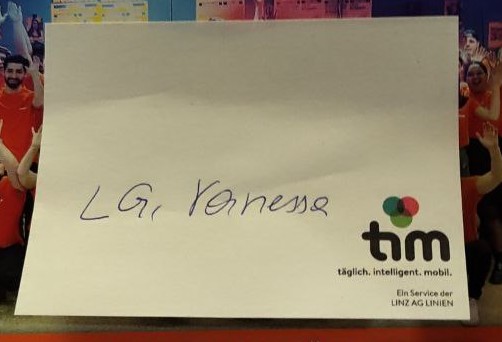 LG, Vanessa
tim
täglich. intelligent. mobil.
Ein Service der
LINZ AG LINIEN